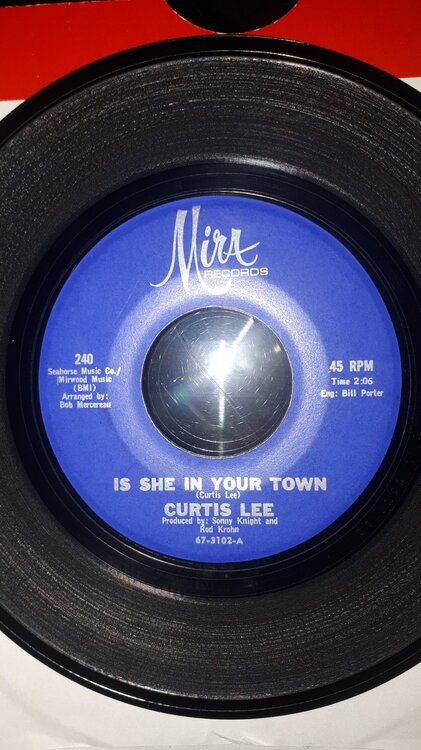 Mira
RECORDS
240
Seahorse Music Co./
Mirwood Music
(BMI)
Arranged by:
Bob Mercereau
45 RPM
Time 2:06
Eng: Bill Porter
IS SHE IN YOUR TOWN
(Curtis Lee)
CURTIS LEE
Produced by: Sonny Knight and
Rod Krohn
67-3102-A